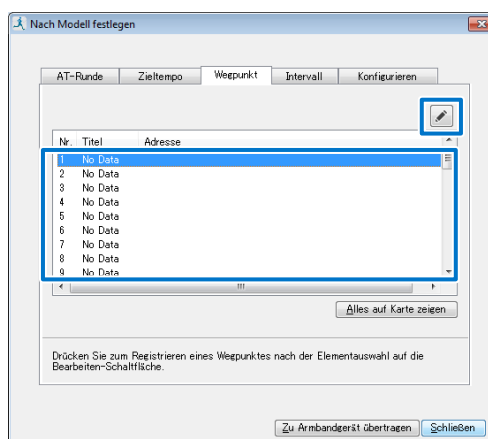 Nach Modell festlegen
AT-Runde Zieltempo Wegpunkt Intervall Konfigurieren
Nr. Titel Adresse
1 No Data
2 No Data
3 No Data
4 No Data
5 No Data
6 No Data
7 No Data
8 No Data
9 No Data
Alles auf Karte zeigen
Drücken Sie zum Registrieren eines Wegpunktes nach der Elementauswahl auf die
Bearbeiten-Schaltfläche.
Zu Armbandgerät übertragen Schließen